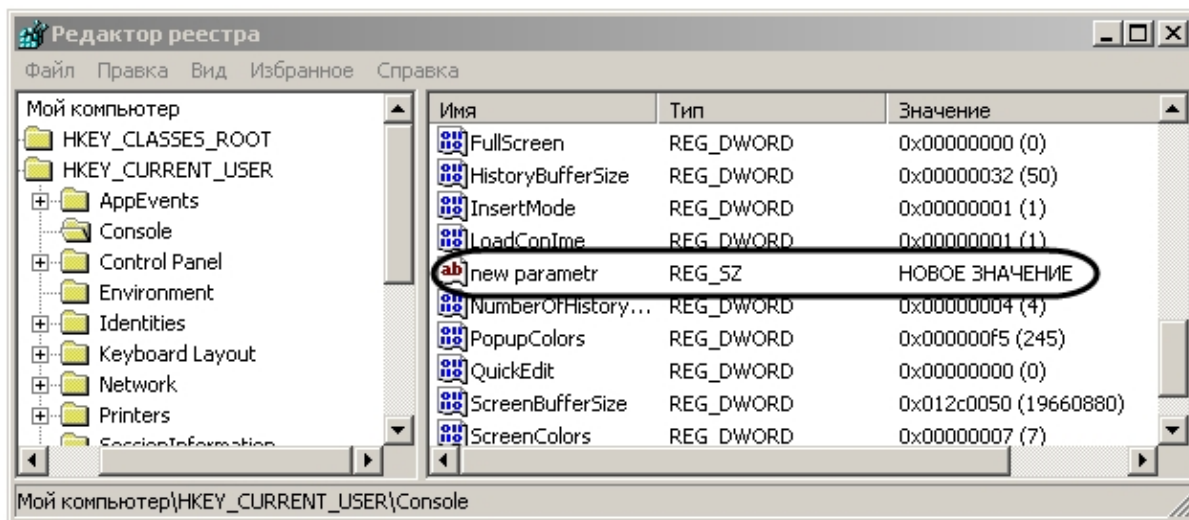 Редактор реестра
Файл Правка Вид Избранное Справка
Мой компьютер
HKEY_CLASSES_ROOT
HKEY_CURRENT_USER
AppEvents
Console
Control Panel
Environment
Identities
Keyboard Layout
Network
Printers
SessionInformation
Имя Тип Значение
FullScreen REG_DWORD 0x00000000 (0)
HistoryBufferSize REG_DWORD 0x00000032 (50)
InsertMode REG_DWORD 0x00000001 (1)
LoadConIme REG_DWORD 0x00000001 (1)
new parametr REG_SZ НОВОЕ ЗНАЧЕНИЕ
NumberOfHistory... REG_DWORD 0x00000004 (4)
PopupColors REG_DWORD 0x000000f5 (245)
QuickEdit REG_DWORD 0x00000000 (0)
ScreenBufferSize REG_DWORD 0x012c0050 (19660880)
ScreenColors REG_DWORD 0x00000007 (7)
Мой компьютер\HKEY_CURRENT_USER\Console